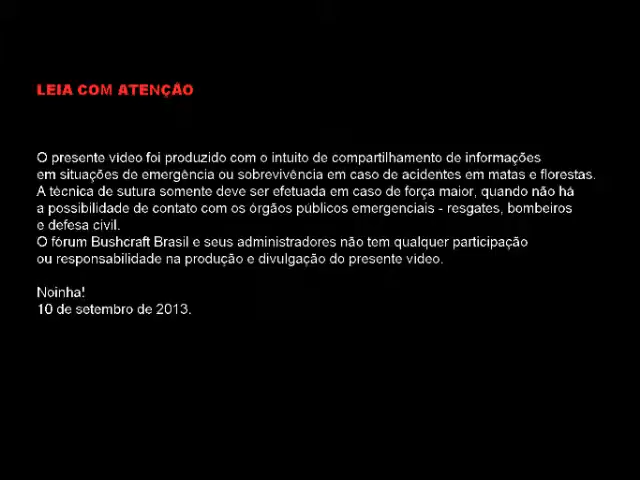 LEIA COM ATENÇÃO
O presente vídeo foi produzido com o intuito de compartilhamento de informações
em situações de emergência ou sobrevivência em caso de acidentes em matas e florestas.
A técnica de sutura somente deve ser efetuada em caso de força maior, quando não há
a possibilidade de contato com os órgãos públicos emergenciais - resgates, bombeiros
e defesa civil.
O fórum Bushcraft Brasil e seus administradores não tem qualquer participação
ou responsabilidade na produção e divulgação do presente vídeo.
Noinha!
10 de setembro de 2013.